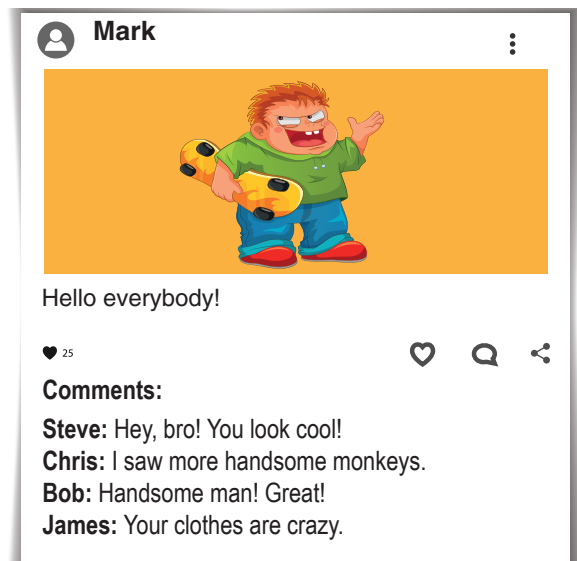 Mark
Hello everybody!
25
Comments:
Steve: Hey, bro! You look cool!
Chris: I saw more handsome monkeys.
Bob: Handsome man! Great!
James: Your clothes are crazy.